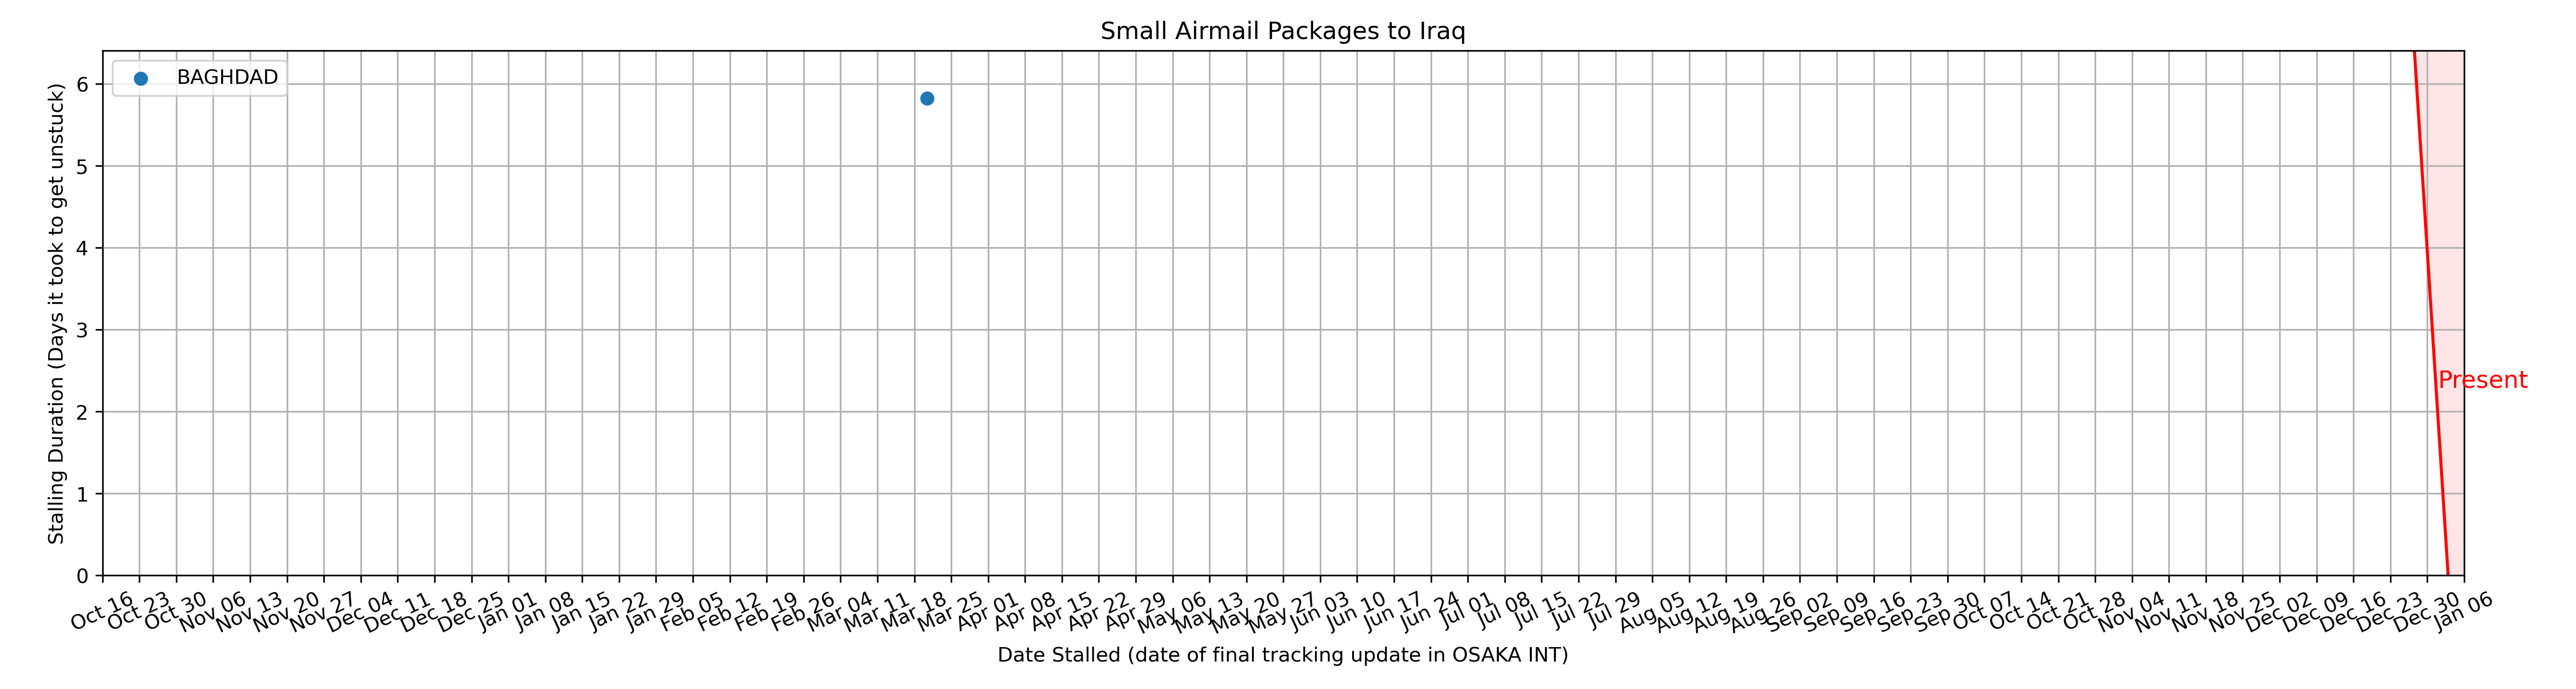 Small Airmail Packages to Iraq
BAGHDAD
Stalling Duration (Days it took to get unstuck)
6
5
4
3
2
1
0
Present
Oct 16 Oct 23 Oct 30 Nov 06 Nov 13 Nov 20 Nov 27 Dec 04 Dec 11 Dec 18 Dec 25 Jan 01 Jan 08 Jan 15 Jan 22 Jan 29 Feb 05 Feb 12 Feb 19 Feb 26 Mar 04 Mar 11 Mar 18 Mar 25 Apr 01 Apr 08 Apr 15 Apr 22 Apr 29 May 06 May 13 May 20 May 27 Jun 03 Jun 10 Jun 17 Jun 24 Jul 01 Jul 08 Jul 15 Jul 22 Jul 29 Aug 05 Aug 12 Aug 19 Aug 26 Sep 02 Sep 09 Sep 16 Sep 23 Sep 30 Oct 07 Oct 14 Oct 21 Oct 28 Nov 04 Nov 11 Nov 18 Nov 25 Dec 02 Dec 09 Dec 16 Dec 23 Dec 30 Jan 06
Date Stalled (date of final tracking update in OSAKA INT)